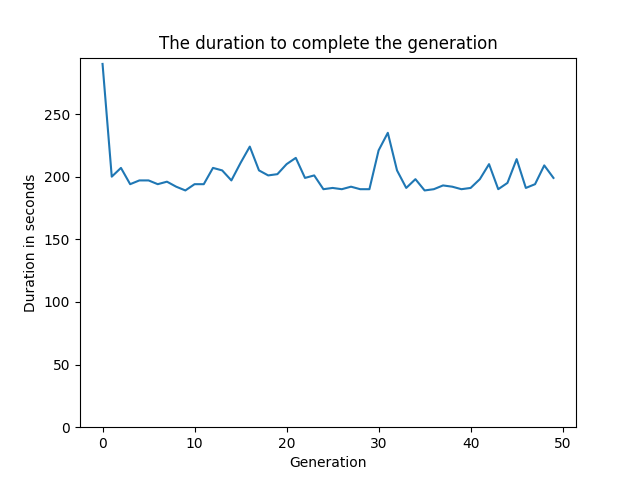 The duration to complete the generation
Duration in seconds
250
200
150
100
50
0
0 10 20 30 40 50
Generation